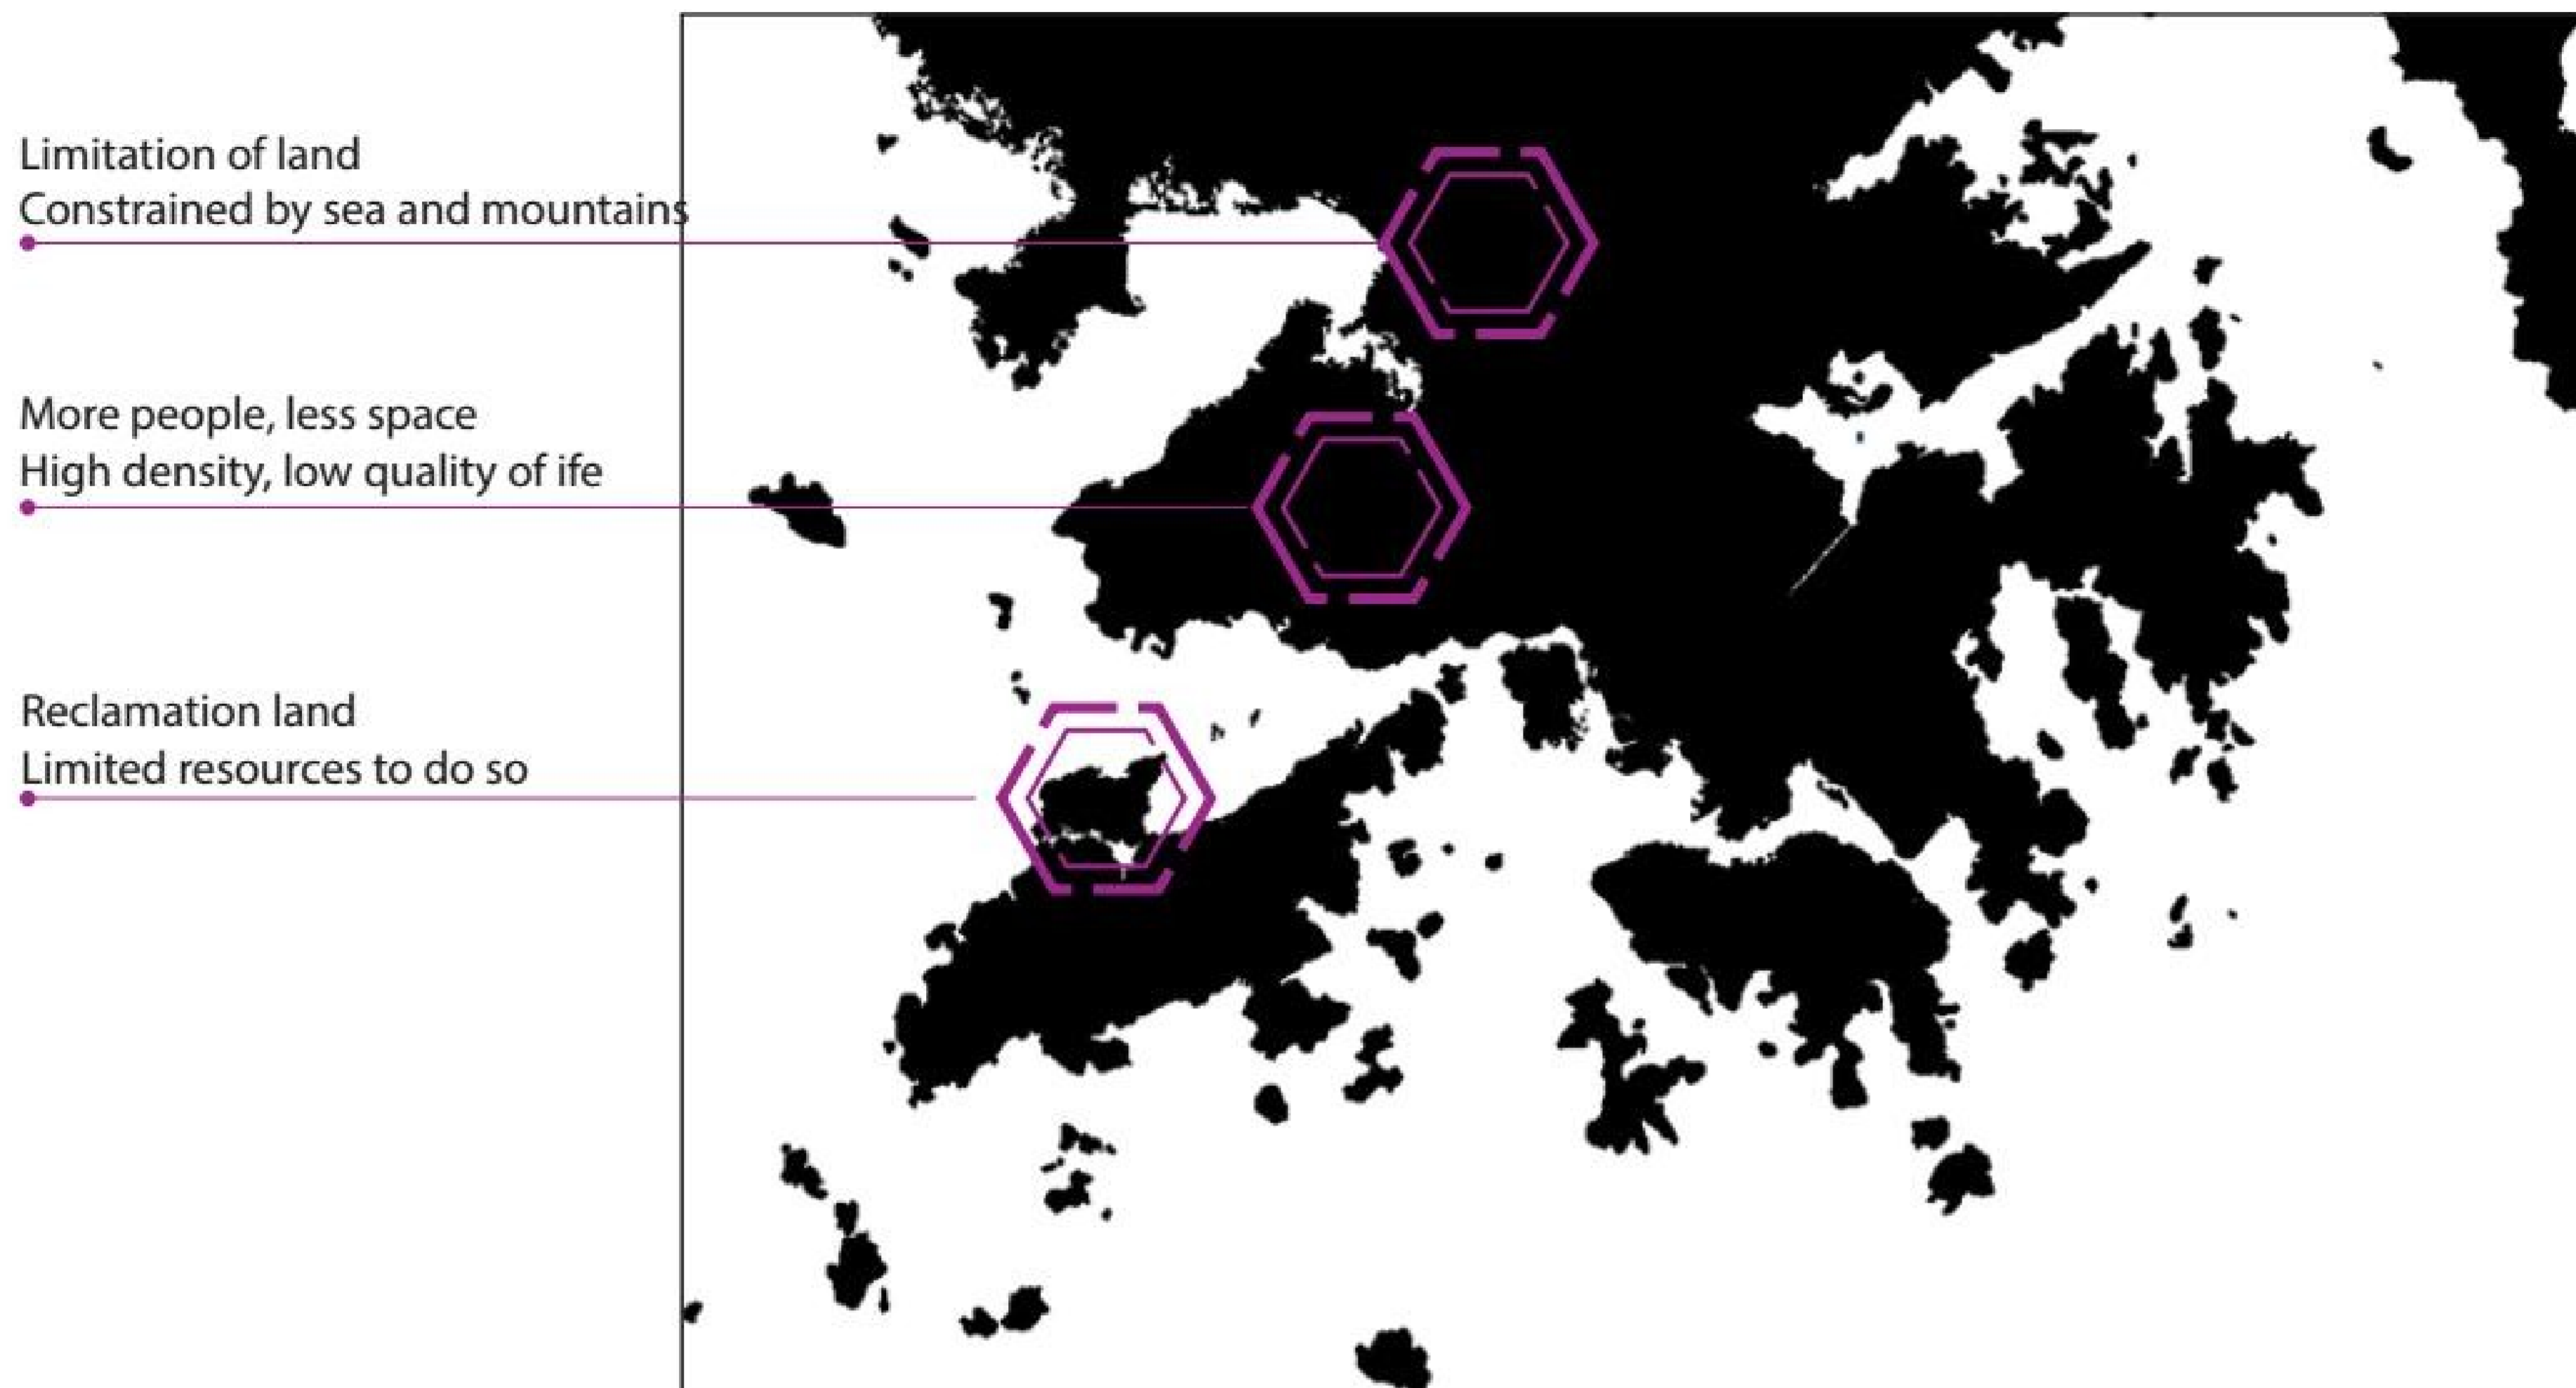 Limitation of land
Constrained by sea and mountains
More people, less space
High density, low quality of ife
Reclamation land
Limited resources to do so